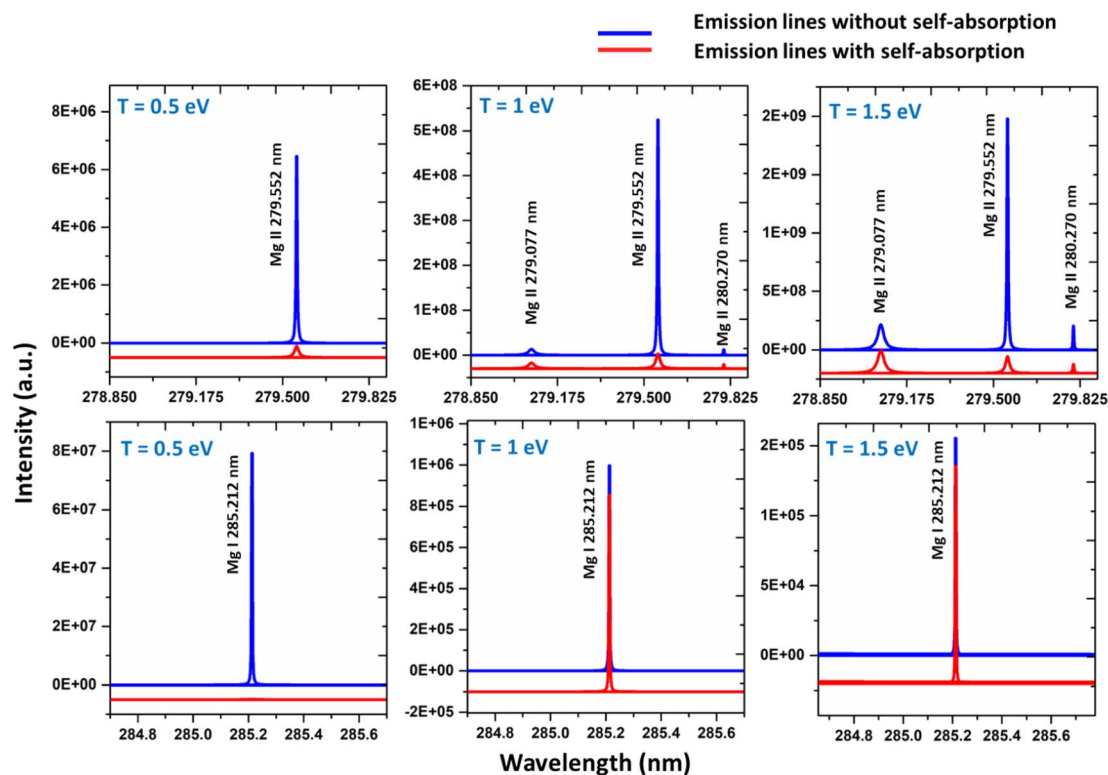 Emission lines without self-absorption
Emission lines with self-absorption
Intensity (a.u.)
T = 0.5 eV
8E+06
6E+06
4E+06
2E+06
0E+00
Mg II 279.552 nm
278.850 279.175 279.500 279.825
T = 1 eV
6E+08
5E+08
4E+08
3E+08
2E+08
1E+08
0E+00
Mg II 279.077 nm
Mg II 279.552 nm
Mg II 280.270 nm
278.850 279.175 279.500 279.825
T = 1.5 eV
2E+09
2E+09
1E+09
5E+08
0E+00
Mg II 279.077 nm
Mg II 279.552 nm
Mg II 280.270 nm
278.850 279.175 279.500 279.825
T = 0.5 eV
8E+07
6E+07
4E+07
2E+07
0E+00
Mg I 285.212 nm
284.8 285.0 285.2 285.4 285.6
T = 1 eV
1E+06
1E+06
8E+05
6E+05
4E+05
2E+05
0E+00
-2E+05
Mg I 285.212 nm
284.8 285.0 285.2 285.4 285.6
T = 1.5 eV
2E+05
1E+05
5E+04
0E+00
Mg I 285.212 nm
284.8 285.0 285.2 285.4 285.6
Wavelength (nm)